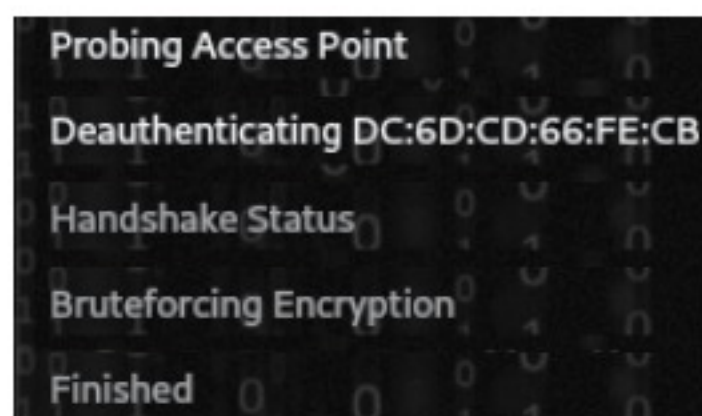 Probing Access Point
Deauthenticating DC:6D:CD:66:FE:CB
Handshake Status
Bruteforcing Encryption
Finished